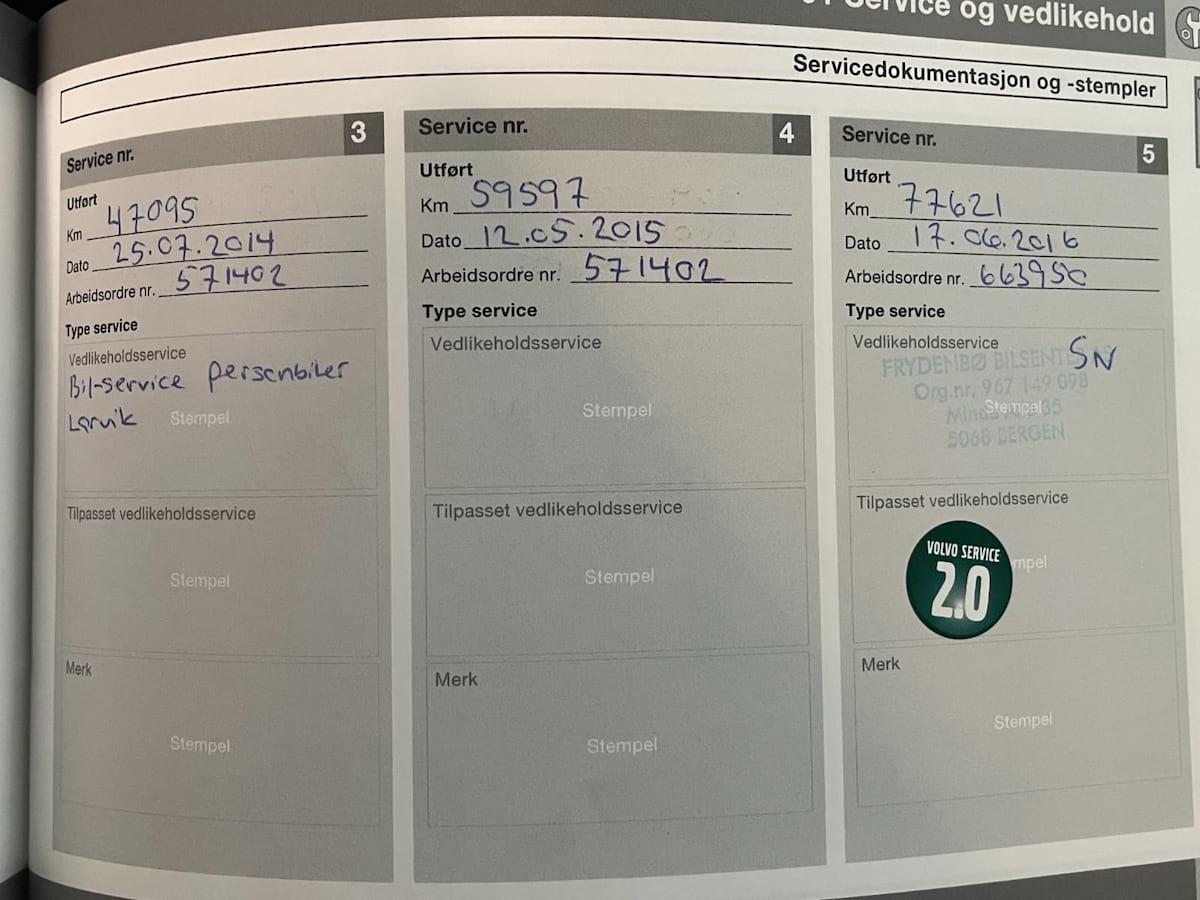 Service og vedlikehold
Servicedokumentasjon og -stempler
Service nr. 3
Utført
Km 47095
Dato 25.07.2014
Arbeidsordre nr. 571402
Type service
Vedlikeholdsservice
Bil-service personbiler
Larvik
Stempel
Tilpasset vedlikeholdsservice
Stempel
Merk
Stempel
Service nr. 4
Utført
Km 59597
Dato 12.05.2015
Arbeidsordre nr. 571402
Type service
Vedlikeholdsservice
Stempel
Tilpasset vedlikeholdsservice
Stempel
Merk
Stempel
Service nr. 5
Utført
Km 77621
Dato 17.06.2016
Arbeidsordre nr. 663950
Type service
Vedlikeholdsservice
SN
FRYDENBØ
Org.nr. 967 149 098
Stempel
5068 BERGEN
Tilpasset vedlikeholdsservice
VOLVO SERVICE
2.0
mpel
Merk
Stempel